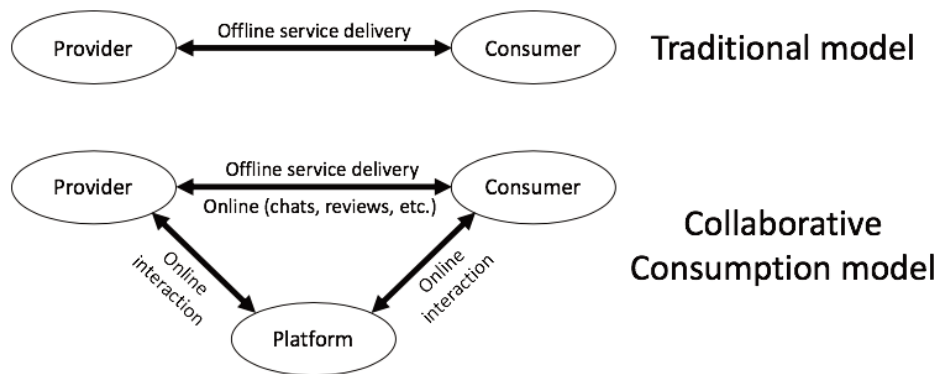 Offline service delivery
Provider
Consumer
Traditional model
Offline service delivery
Provider
Consumer
Online (chats, reviews, etc.)
Collaborative
Consumption model
Online
interaction
Online
interaction
Platform